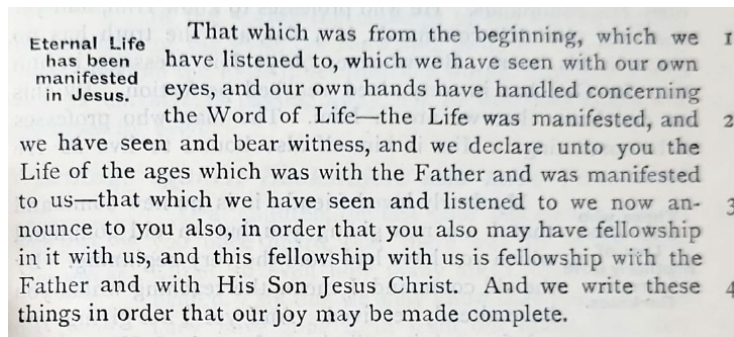 Eternal Life
has been
manifested
in Jesus.
That which was from the beginning, which we 1
have listened to, which we have seen with our own
eyes, and our own hands have handled concerning
the Word of Life—the Life was manifested, and 2
we have seen and bear witness, and we declare unto you the
Life of the ages which was with the Father and was manifested
to us—that which we have seen and listened to we now an- 3
nounce to you also, in order that you also may have fellowship
in it with us, and this fellowship with us is fellowship with the
Father and with His Son Jesus Christ. And we write these 4
things in order that our joy may be made complete.